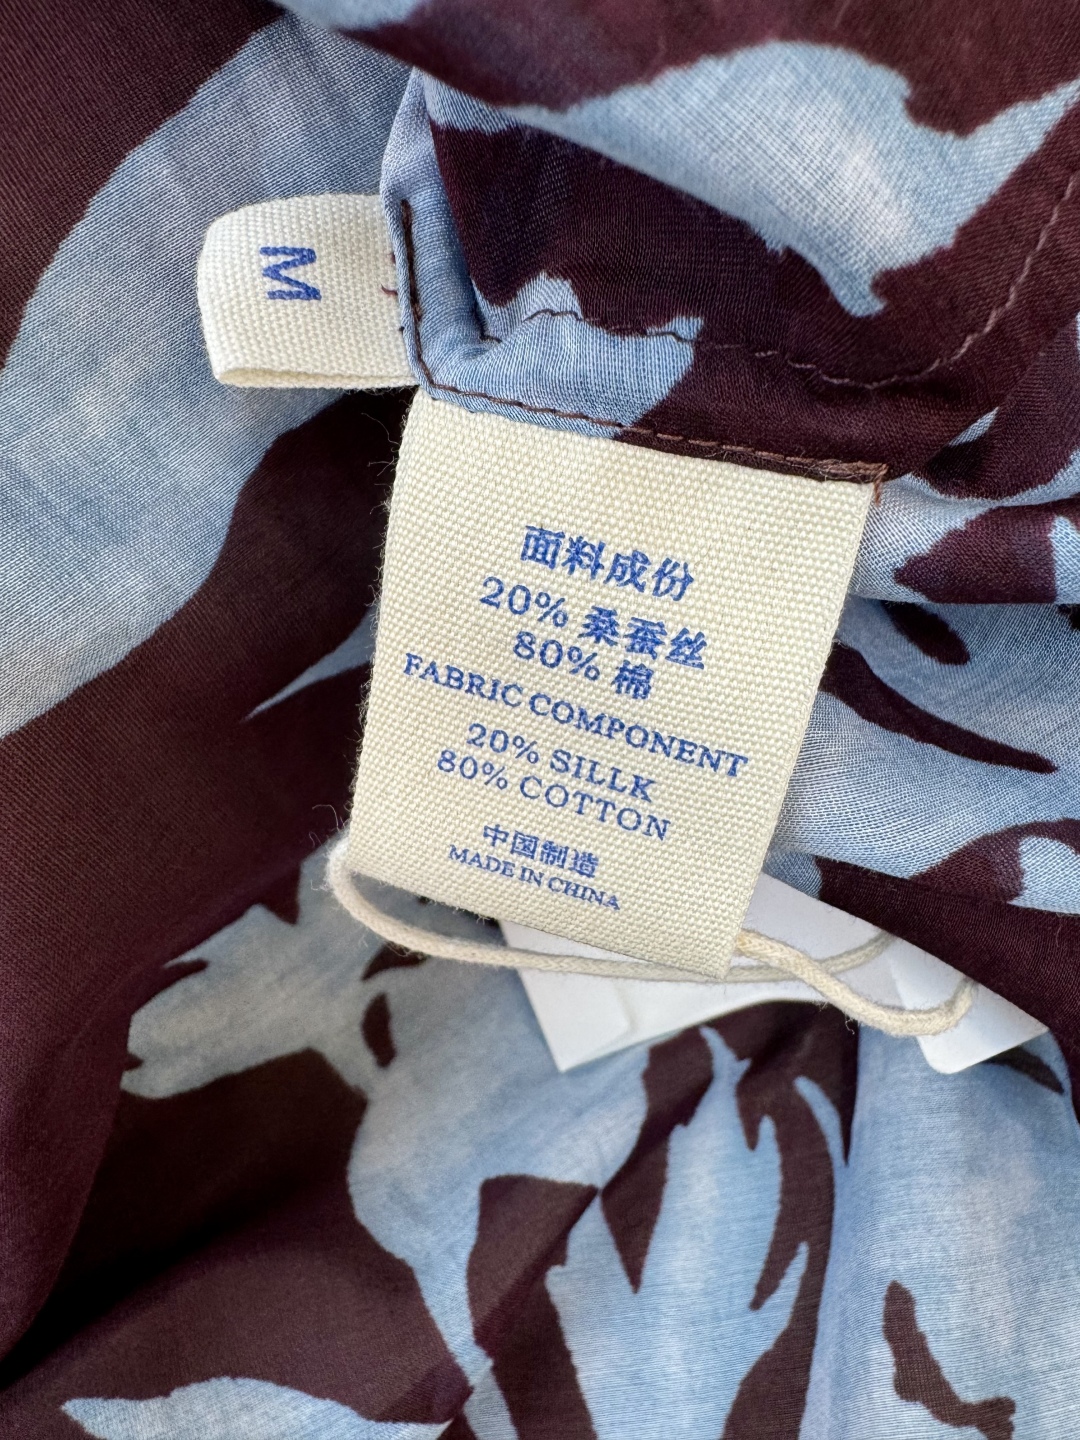 M
面料成份
20% 桑蚕丝
80% 棉
FABRIC COMPONENT
20% SILLK
80% COTTON
中国制造
MADE IN CHINA